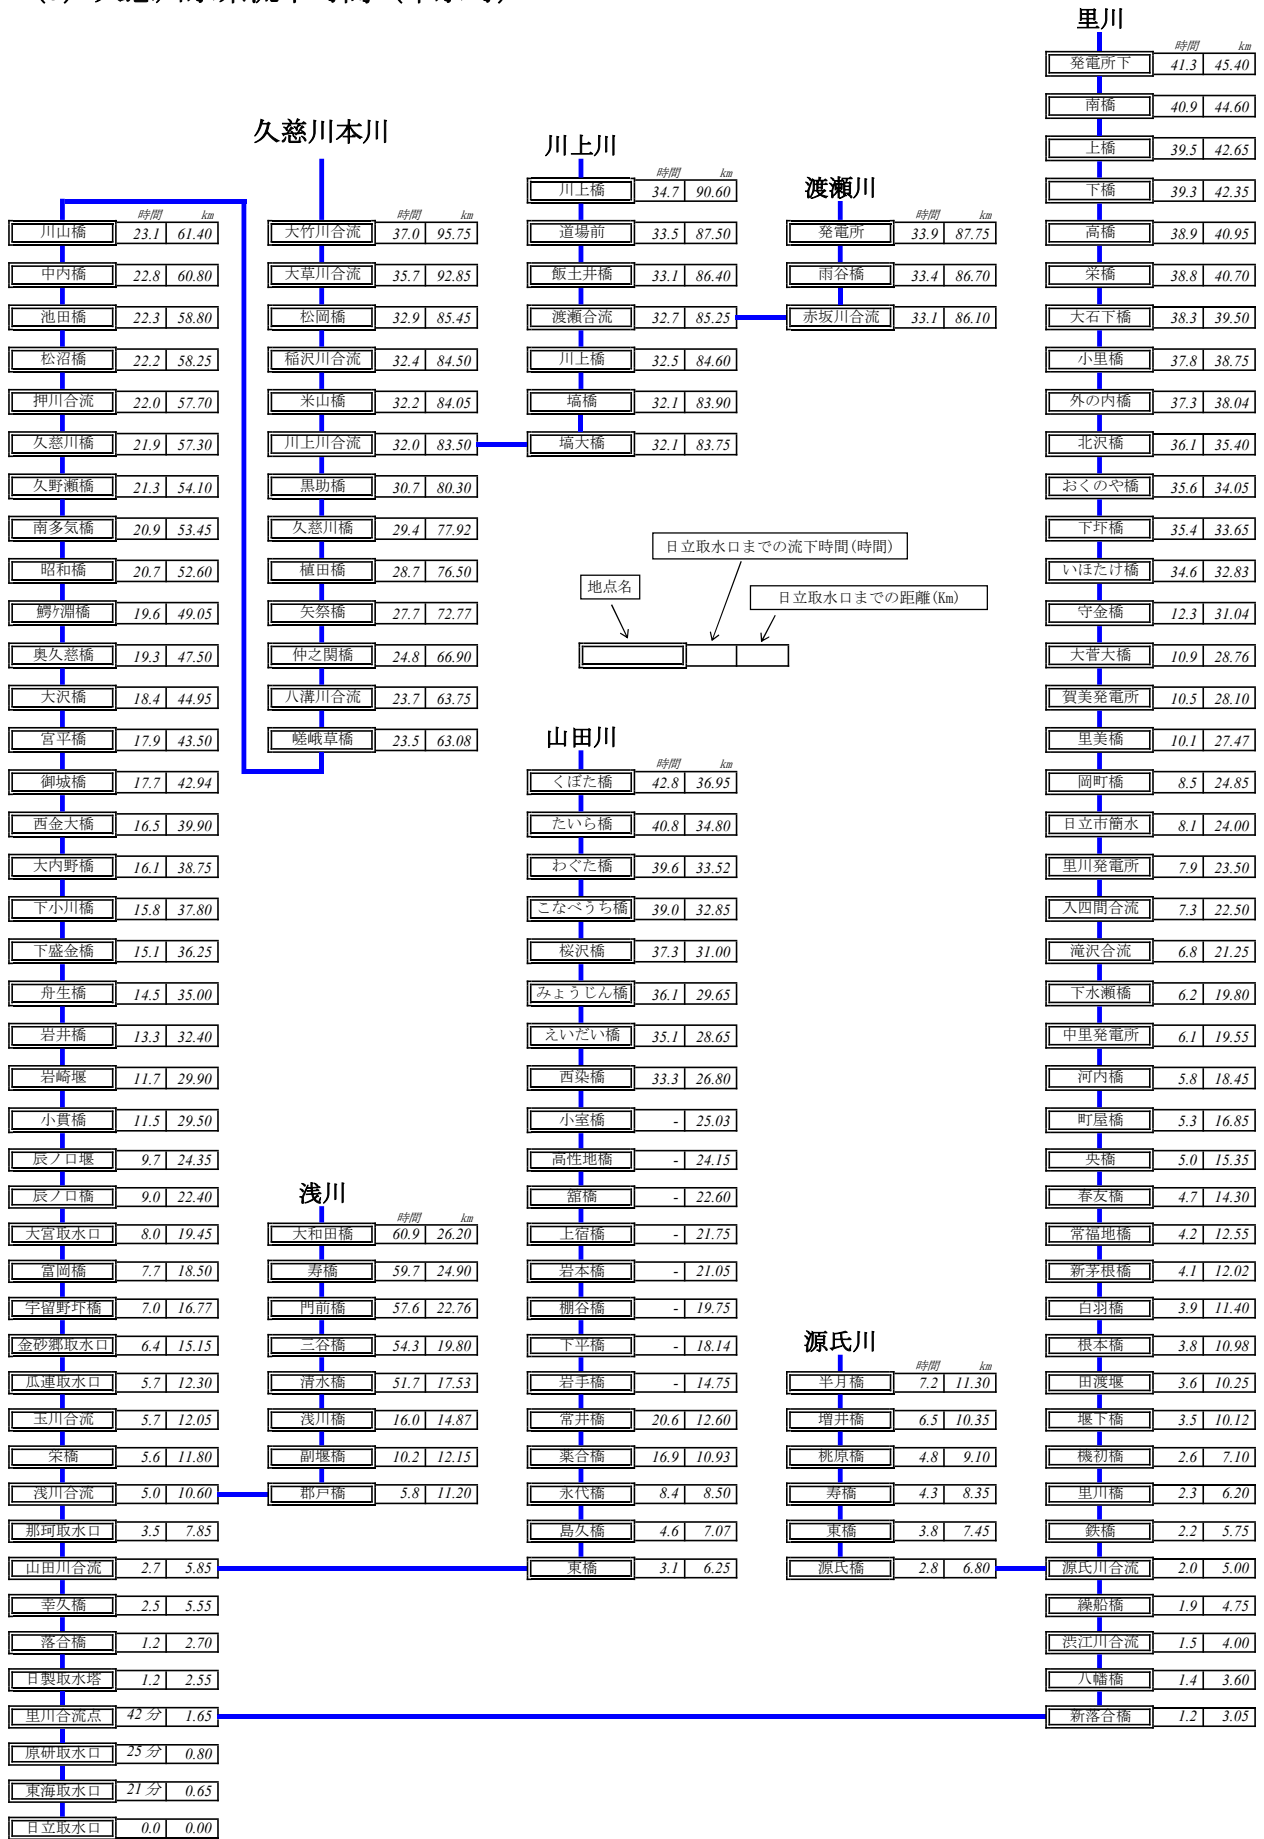 里川
時間 km
発電所下 41.3 45.40
南橋 40.9 44.60
上橋 39.5 42.65
下橋 39.3 42.35
高橋 38.9 40.95
栄橋 38.8 40.70
大石下橋 38.3 39.50
小里橋 37.8 38.75
外の内橋 37.3 38.04
北沢橋 36.1 35.40
おくのや橋 35.6 34.05
下圷橋 35.4 33.65
いほたけ橋 34.6 32.83
守金橋 12.3 31.04
大菅大橋 10.9 28.76
賀美発電所 10.5 28.10
里美橋 10.1 27.47
岡町橋 8.5 24.85
日立市簡水 8.1 24.00
里川発電所 7.9 23.50
入四間合流 7.3 22.50
滝沢合流 6.8 21.25
下水瀬橋 6.2 19.80
中里発電所 6.1 19.55
河内橋 5.8 18.45
町屋橋 5.3 16.85
央橋 5.0 15.35
春友橋 4.7 14.30
常福地橋 4.2 12.55
新茅根橋 4.1 12.02
白羽橋 3.9 11.40
根本橋 3.8 10.98
田渡堰 3.6 10.25
堰下橋 3.5 10.12
機初橋 2.6 7.10
里川橋 2.3 6.20
鉄橋 2.2 5.75
源氏川合流 2.0 5.00
繰船橋 1.9 4.75
渋江川合流 1.5 4.00
八幡橋 1.4 3.60
新落合橋 1.2 3.05
久慈川本川
時間 km
大竹川合流 37.0 95.75
大草川合流 35.7 92.85
松岡橋 32.9 85.45
稲沢川合流 32.4 84.50
米山橋 32.2 84.05
川上川合流 32.0 83.50
黒助橋 30.7 80.30
久慈川橋 29.4 77.92
植田橋 28.7 76.50
矢祭橋 27.7 72.77
仲之関橋 24.8 66.90
八溝川合流 23.7 63.75
嵯峨草橋 23.5 63.08
時間 km
川山橋 23.1 61.40
中内橋 22.8 60.80
池田橋 22.3 58.80
松沼橋 22.2 58.25
押川合流 22.0 57.70
久慈川橋 21.9 57.30
久野瀬橋 21.3 54.10
南多気橋 20.9 53.45
昭和橋 20.7 52.60
鰐ケ淵橋 19.6 49.05
奥久慈橋 19.3 47.50
大沢橋 18.4 44.95
宮平橋 17.9 43.50
御城橋 17.7 42.94
西金大橋 16.5 39.90
大内野橋 16.1 38.75
下小川橋 15.8 37.80
下盛金橋 15.1 36.25
舟生橋 14.5 35.00
岩井橋 13.3 32.40
岩崎堰 11.7 29.90
小貫橋 11.5 29.50
辰ノ口堰 9.7 24.35
辰ノ口橋 9.0 22.40
大宮取水口 8.0 19.45
富岡橋 7.7 18.50
宇留野圷橋 7.0 16.77
金砂郷取水口 6.4 15.15
瓜連取水口 5.7 12.30
玉川合流 5.7 12.05
栄橋 5.6 11.80
浅川合流 5.0 10.60
那珂取水口 3.5 7.85
山田川合流 2.7 5.85
幸久橋 2.5 5.55
落合橋 1.2 2.70
日製取水塔 1.2 2.55
里川合流点 42分 1.65
原研取水口 25分 0.80
東海取水口 21分 0.65
日立取水口 0.0 0.00
川上川
時間 km
川上橋 34.7 90.60
道場前 33.5 87.50
飯土井橋 33.1 86.40
渡瀬合流 32.7 85.25
川上橋 32.5 84.60
塙橋 32.1 83.90
塙大橋 32.1 83.75
渡瀬川
時間 km
発電所 33.9 87.75
雨谷橋 33.4 86.70
赤坂川合流 33.1 86.10
日立取水口までの流下時間(時間)
地点名
日立取水口までの距離(Km)
山田川
時間 km
くぼた橋 42.8 36.95
たいら橋 40.8 34.80
わぐた橋 39.6 33.52
こなべうち橋 39.0 32.85
桜沢橋 37.3 31.00
みょうじん橋 36.1 29.65
えいだい橋 35.1 28.65
西染橋 33.3 26.80
小室橋 - 25.03
高性地橋 - 24.15
舘橋 - 22.60
上宿橋 - 21.75
岩本橋 - 21.05
棚谷橋 - 19.75
下平橋 - 18.14
岩手橋 - 14.75
常井橋 20.6 12.60
薬合橋 16.9 10.93
永代橋 8.4 8.50
島久橋 4.6 7.07
東橋 3.1 6.25
浅川
時間 km
大和田橋 60.9 26.20
寿橋 59.7 24.90
門前橋 57.6 22.76
三谷橋 54.3 19.80
清水橋 51.7 17.53
浅川橋 16.0 14.87
副堰橋 10.2 12.15
郡戸橋 5.8 11.20
源氏川
時間 km
半月橋 7.2 11.30
増井橋 6.5 10.35
桃原橋 4.8 9.10
寿橋 4.3 8.35
東橋 3.8 7.45
源氏橋 2.8 6.80